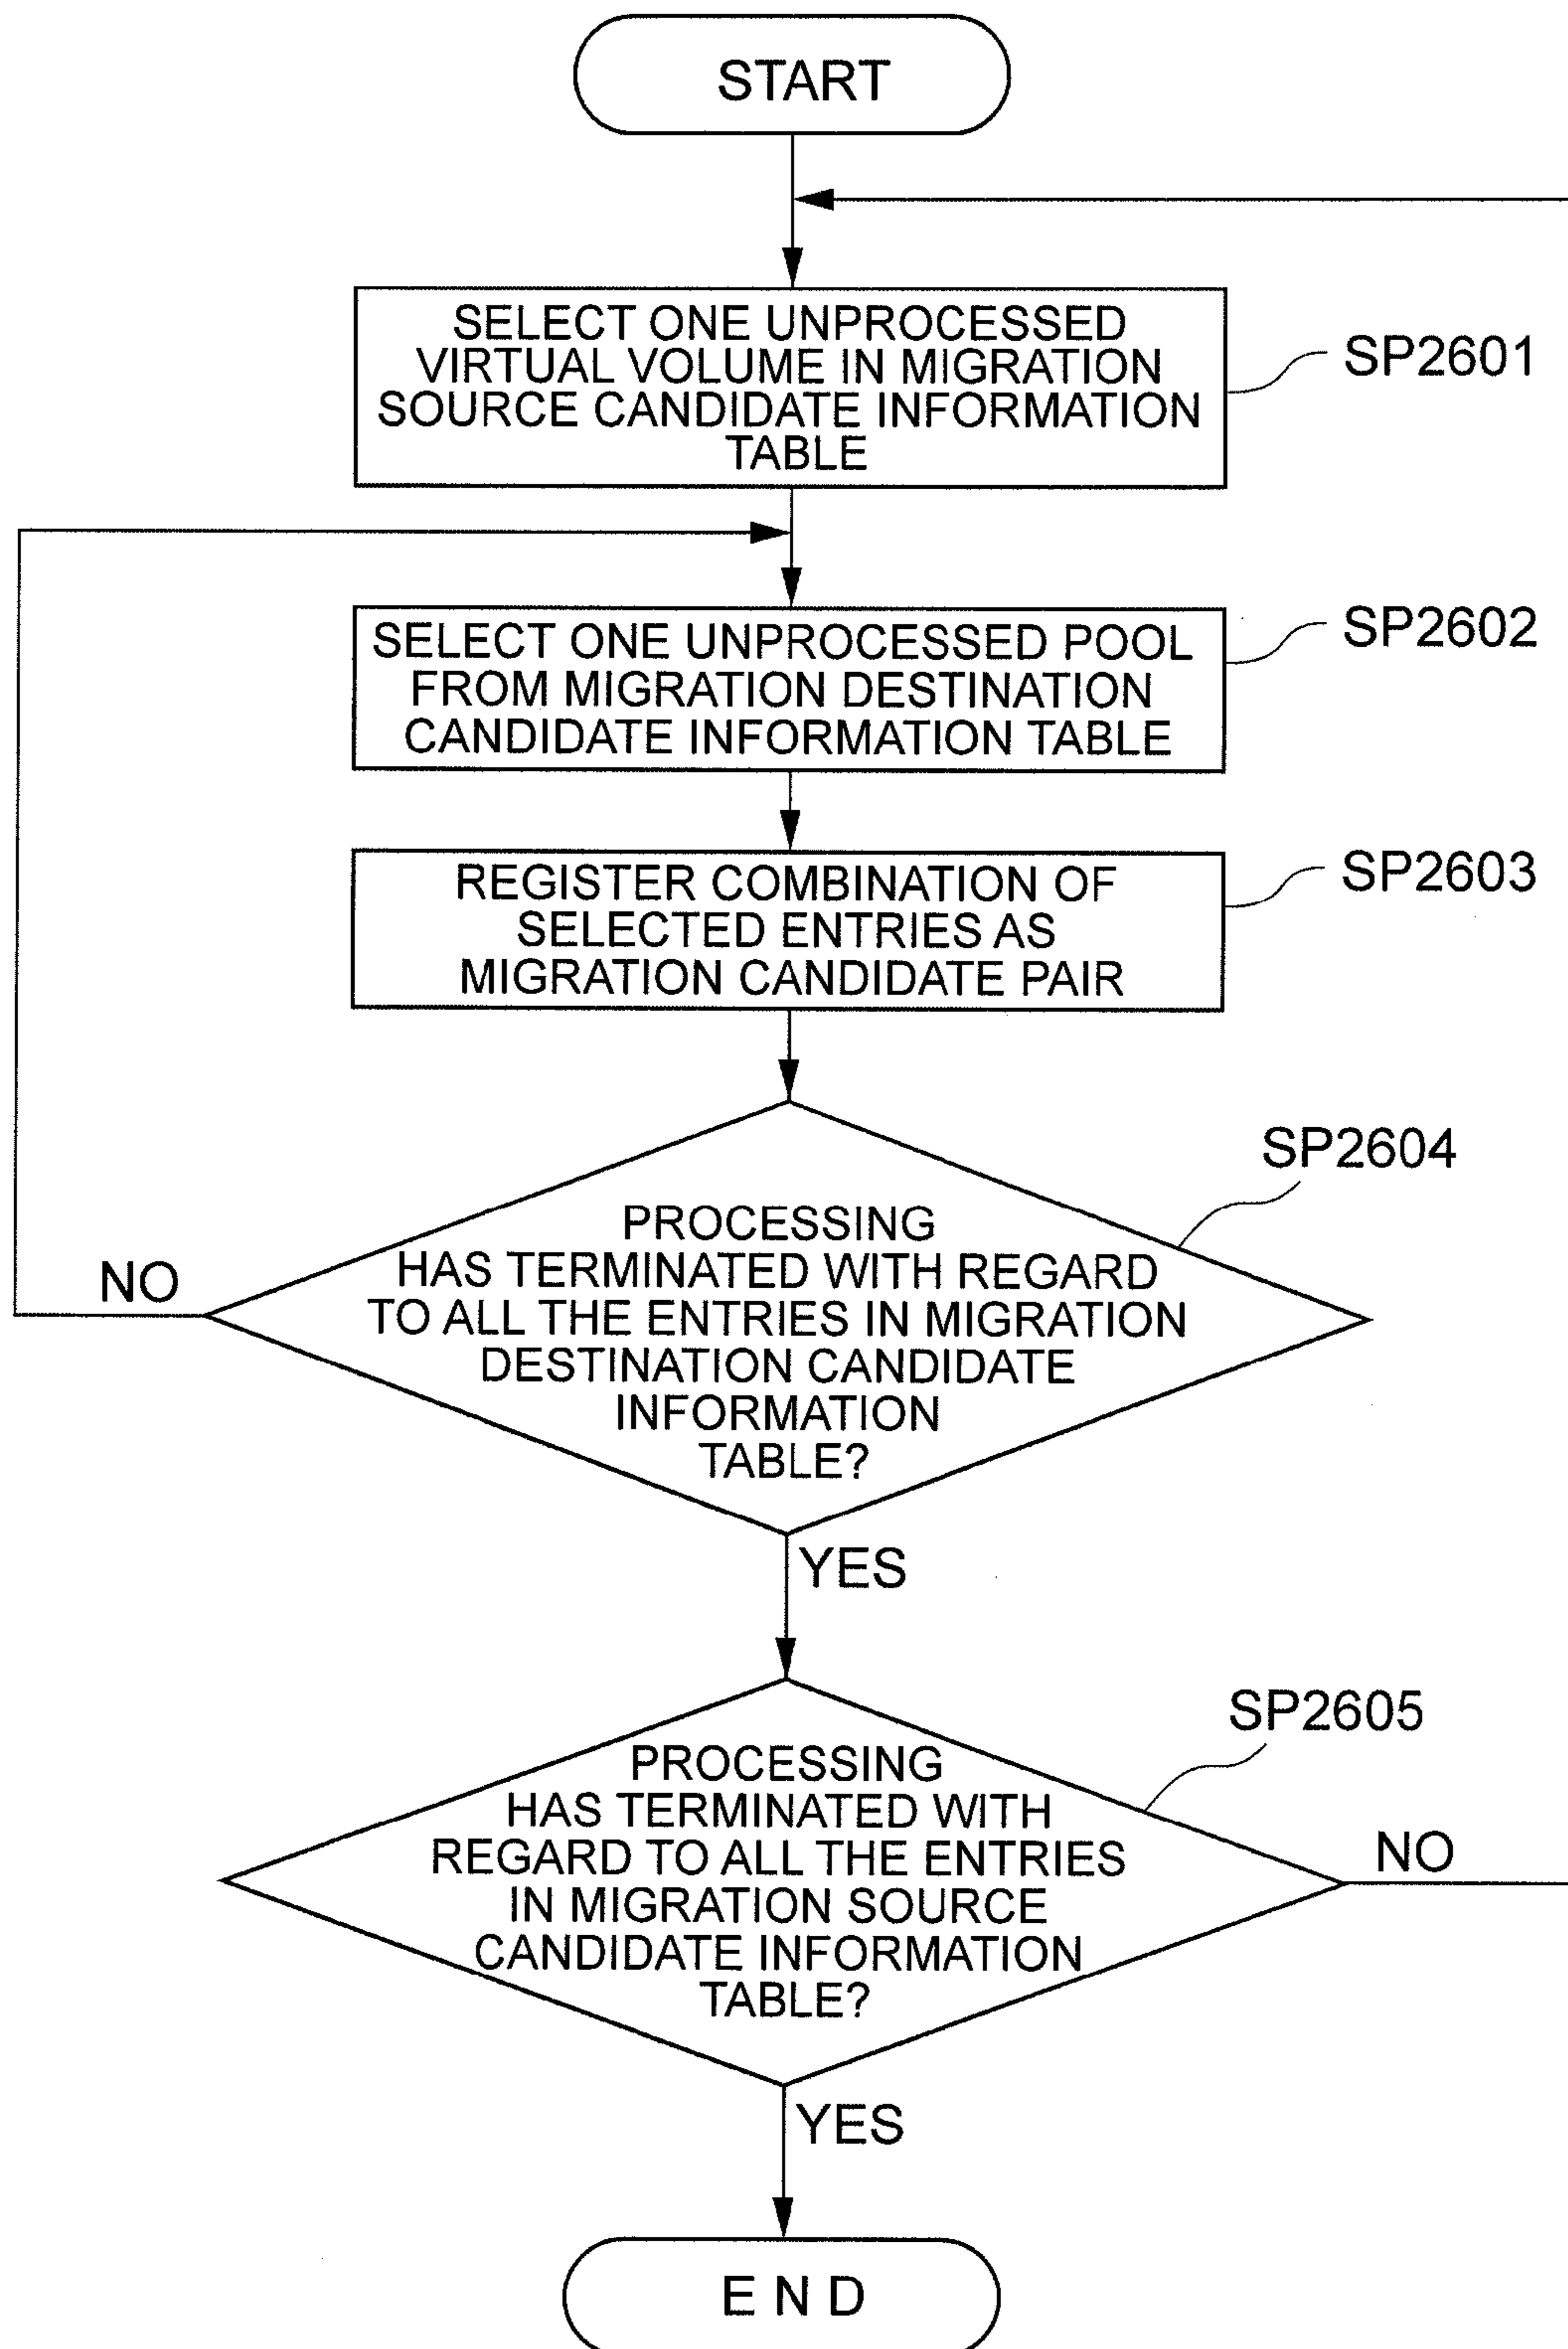 START
SELECT ONE UNPROCESSED
VIRTUAL VOLUME IN MIGRATION
SOURCE CANDIDATE INFORMATION
TABLE
SP2601
SELECT ONE UNPROCESSED POOL
FROM MIGRATION DESTINATION
CANDIDATE INFORMATION TABLE
SP2602
REGISTER COMBINATION OF
SELECTED ENTRIES AS
MIGRATION CANDIDATE PAIR
SP2603
SP2604
PROCESSING
HAS TERMINATED WITH REGARD
TO ALL THE ENTRIES IN MIGRATION
DESTINATION CANDIDATE
INFORMATION
TABLE?
NO
YES
SP2605
PROCESSING
HAS TERMINATED WITH
REGARD TO ALL THE ENTRIES
IN MIGRATION SOURCE
CANDIDATE INFORMATION
TABLE?
NO
YES
END